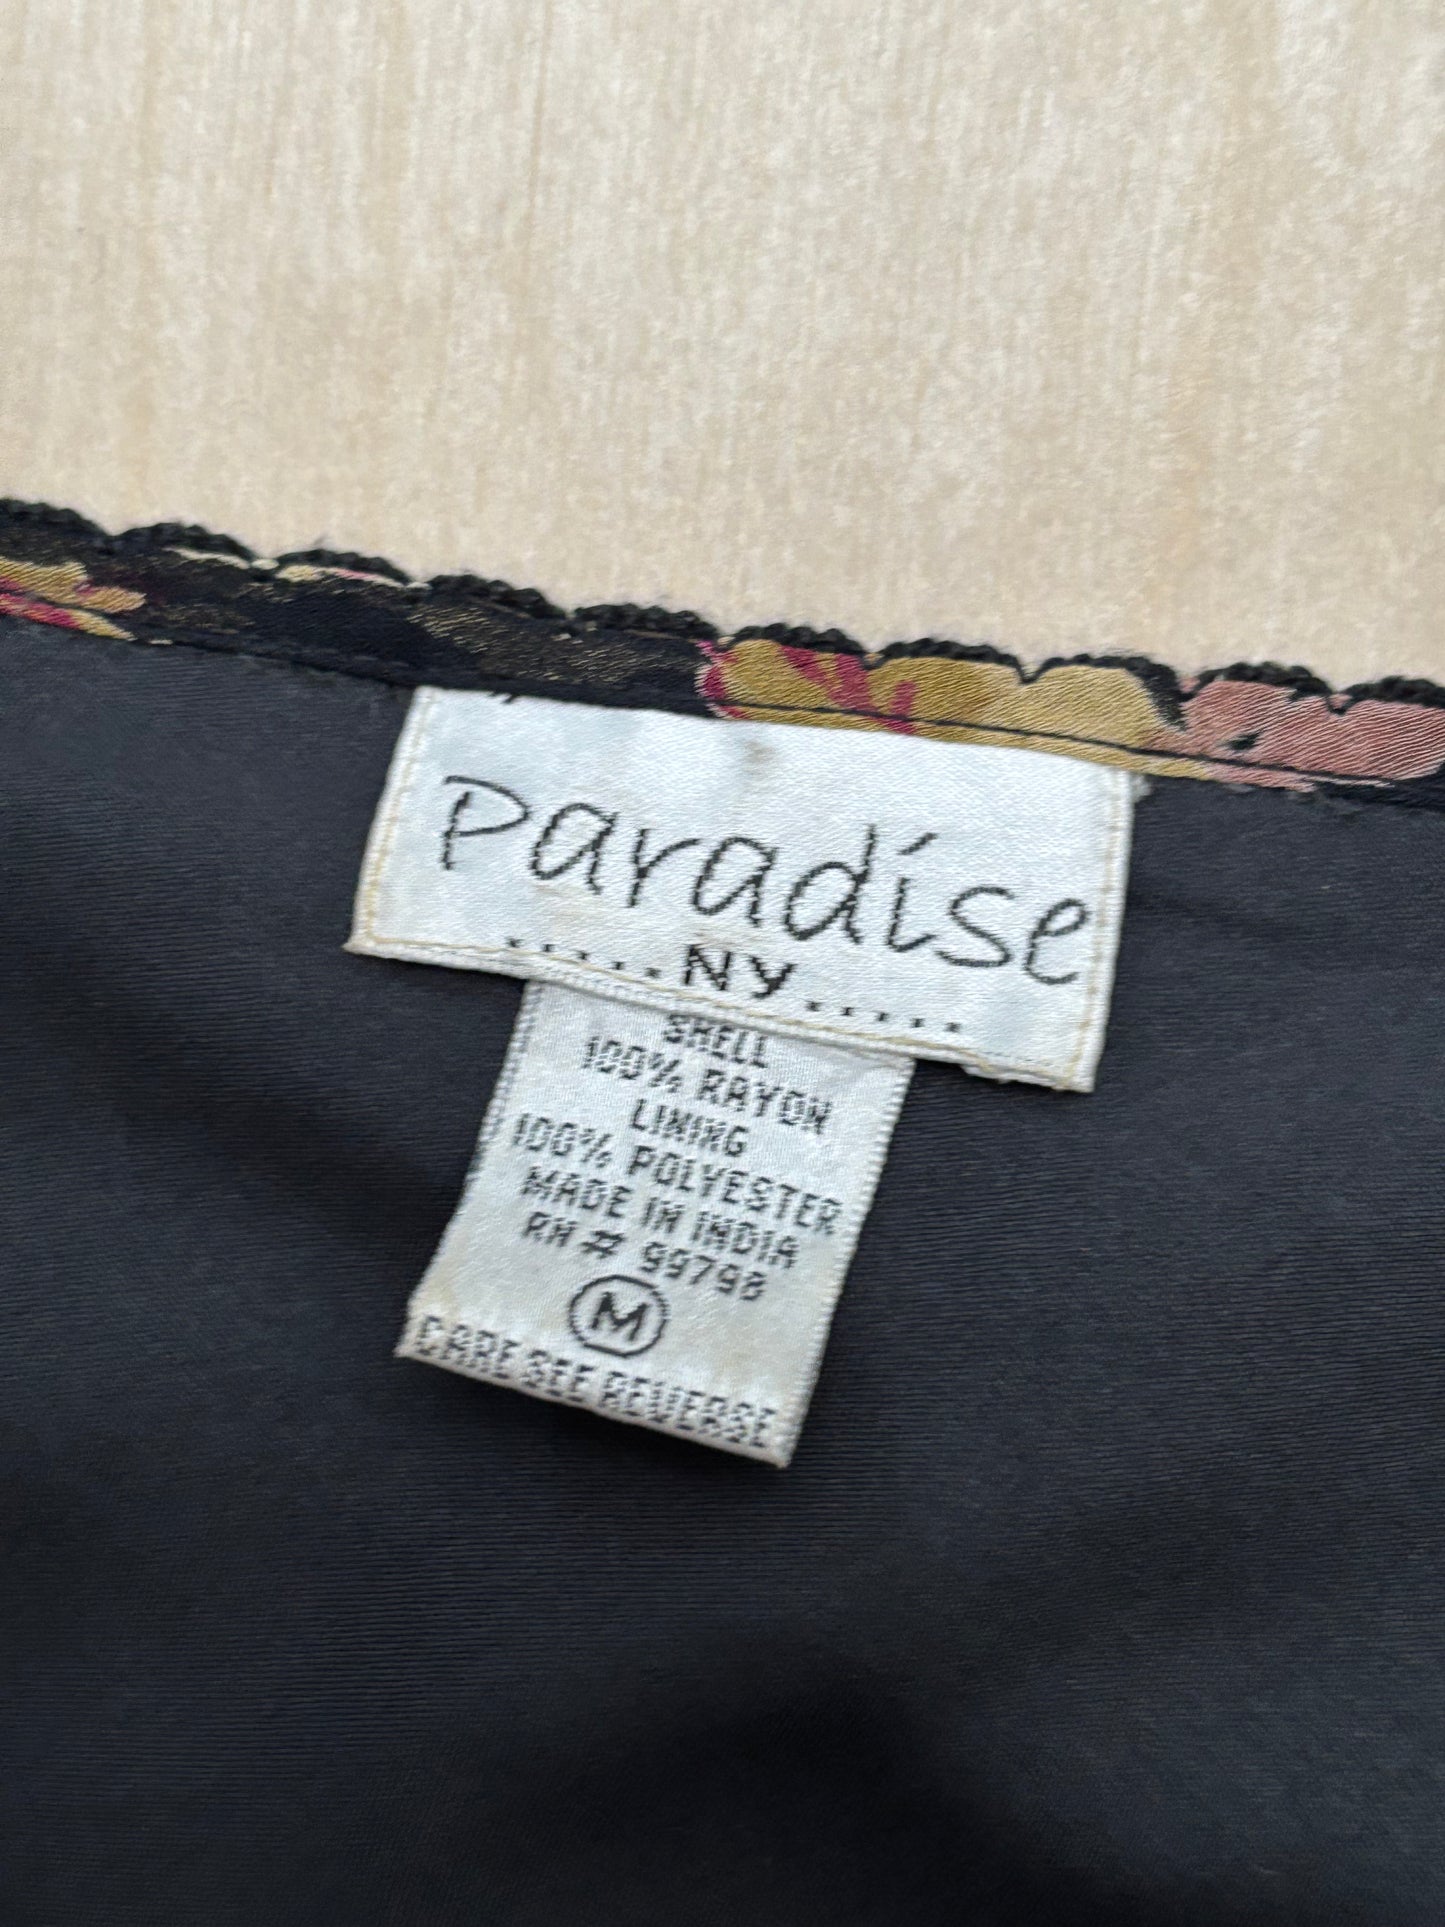 Paradise
.....NY.....
SHELL
100% RAYON
LINING
100% POLYESTER
MADE IN INDIA
RN # 99798
M
CARE SEE REVERSE